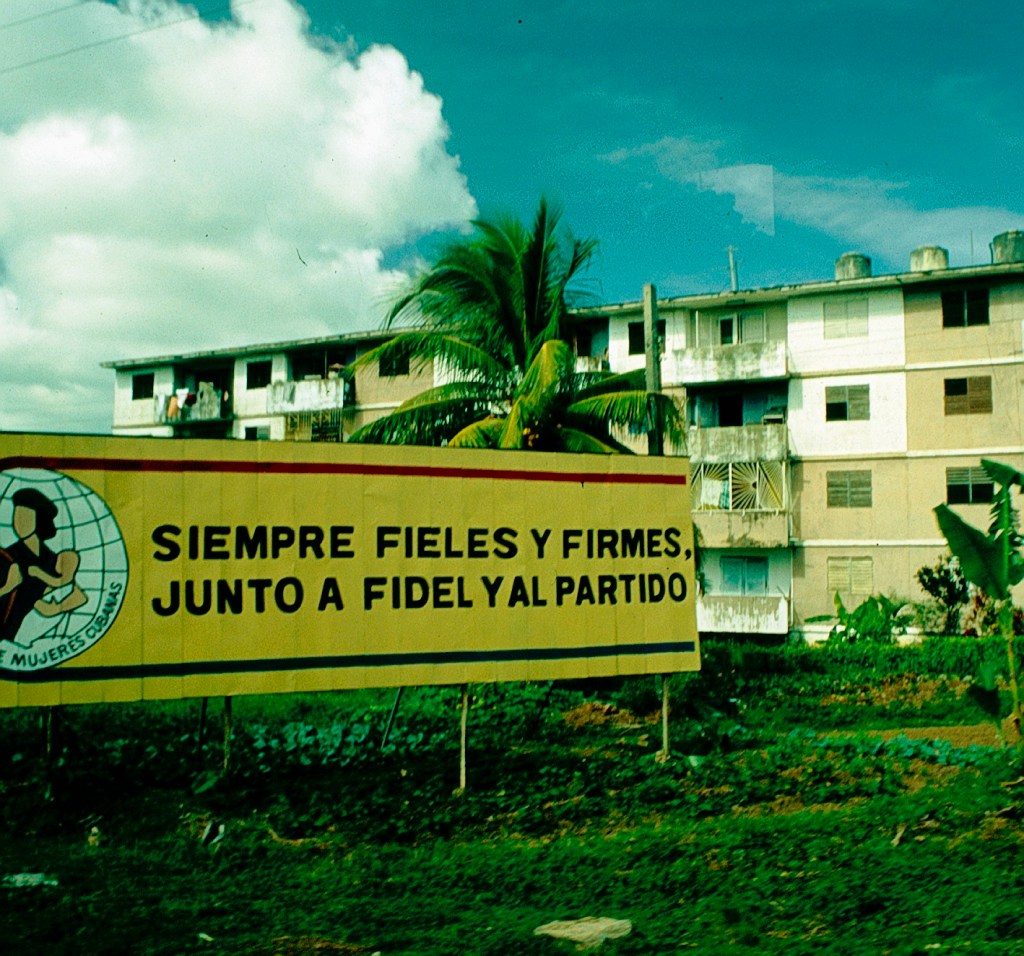 SIEMPRE FIELES Y FIRMES,
JUNTO A FIDEL Y AL PARTIDO
E MUJERES CUBANAS